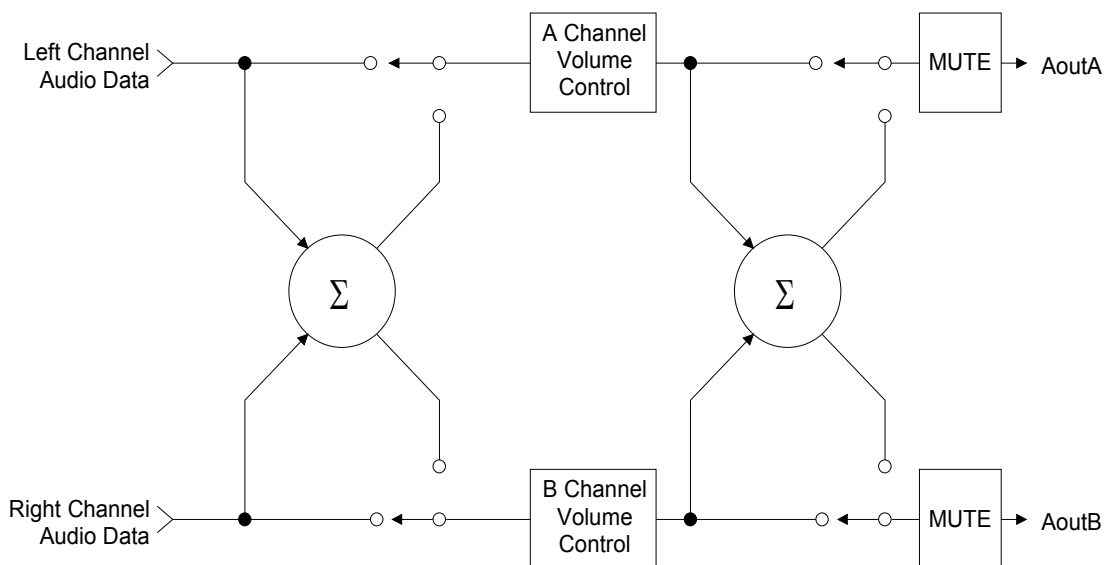 Left Channel
Audio Data
A Channel
Volume
Control
MUTE
AoutA
Σ
Σ
Right Channel
Audio Data
B Channel
Volume
Control
MUTE
AoutB